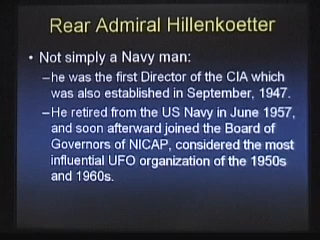 Rear Admiral Hillenkoetter
• Not simply a Navy man:
–he was the first Director of the CIA which
was also established in September, 1947.
–He retired from the US Navy in June 1957,
and soon afterward joined the Board of
Governors of NICAP, considered the most
influential UFO organization of the 1950s
and 1960s.